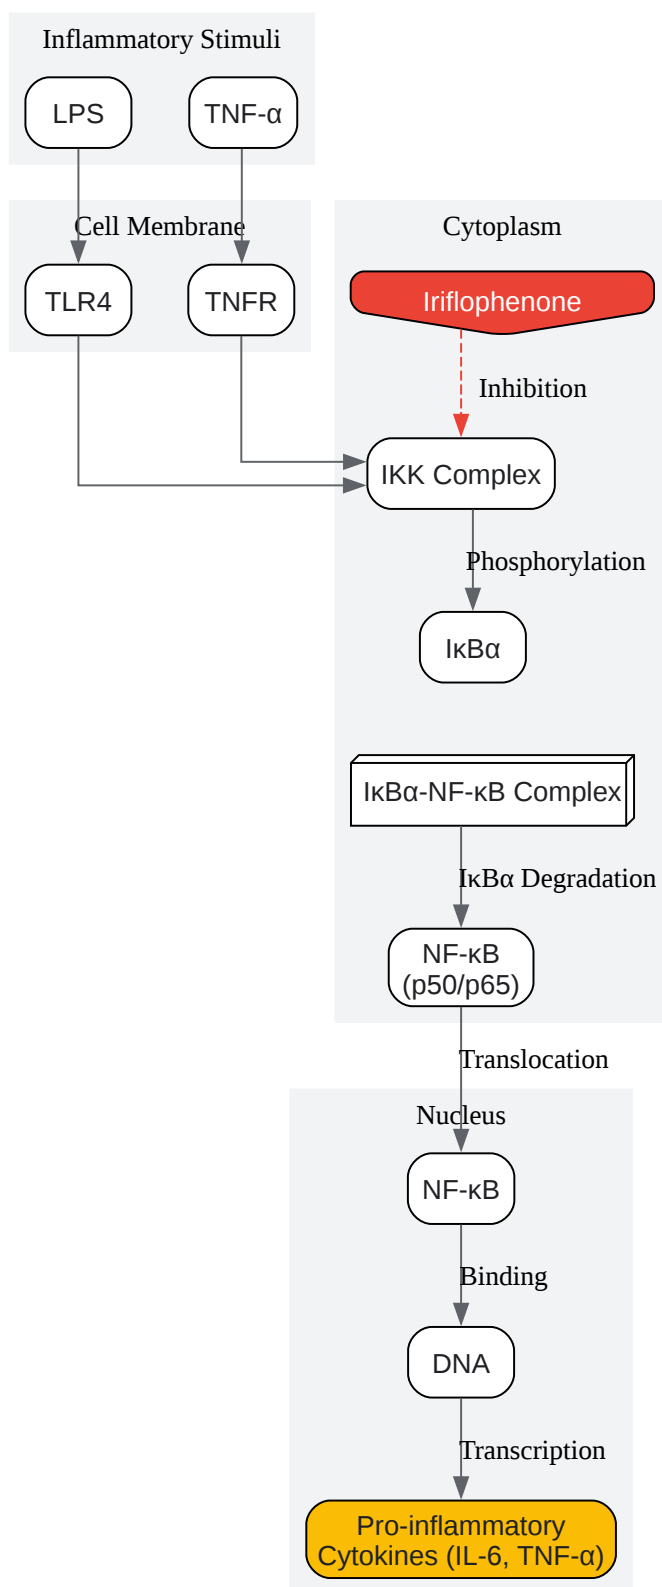 Inflammatory Stimuli
LPS
TNF-α
Cell Membrane
TLR4
TNFR
Cytoplasm
Iriflophenone
Inhibition
IKK Complex
Phosphorylation
IκBα
IκBα-NF-κB Complex
IκBα Degradation
NF-κB
(p50/p65)
Translocation
Nucleus
NF-κB
Binding
DNA
Transcription
Pro-inflammatory
Cytokines (IL-6, TNF-α)